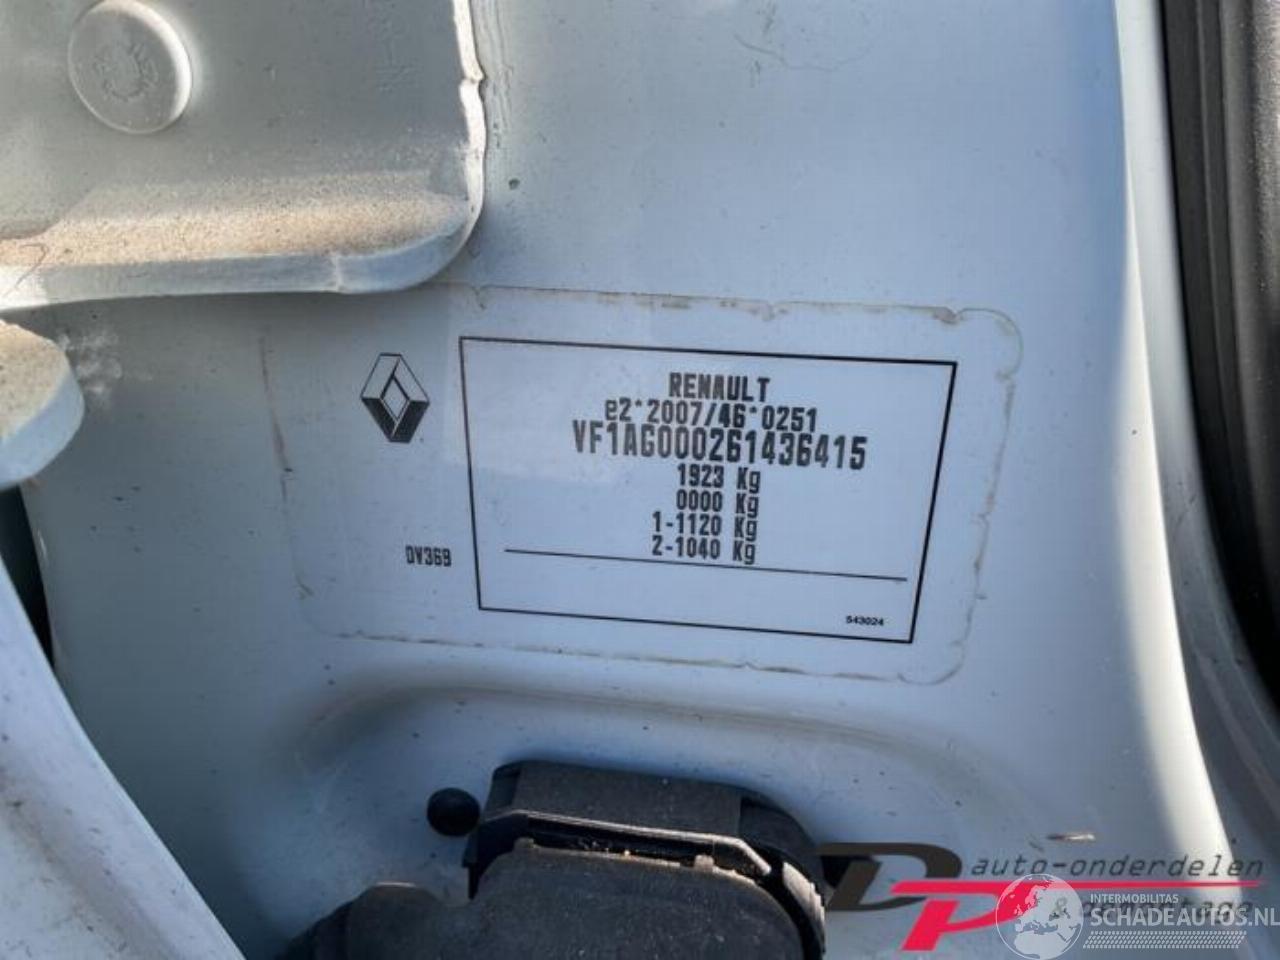 RENAULT
e2*2007/46*0251
VF1AG000261436415
1923 Kg
0000 Kg
1-1120 Kg
2-1040 Kg
DV369
543024
DP auto-onderdelen
INTERMOBILITAS
SCHADEAUTOS.NL